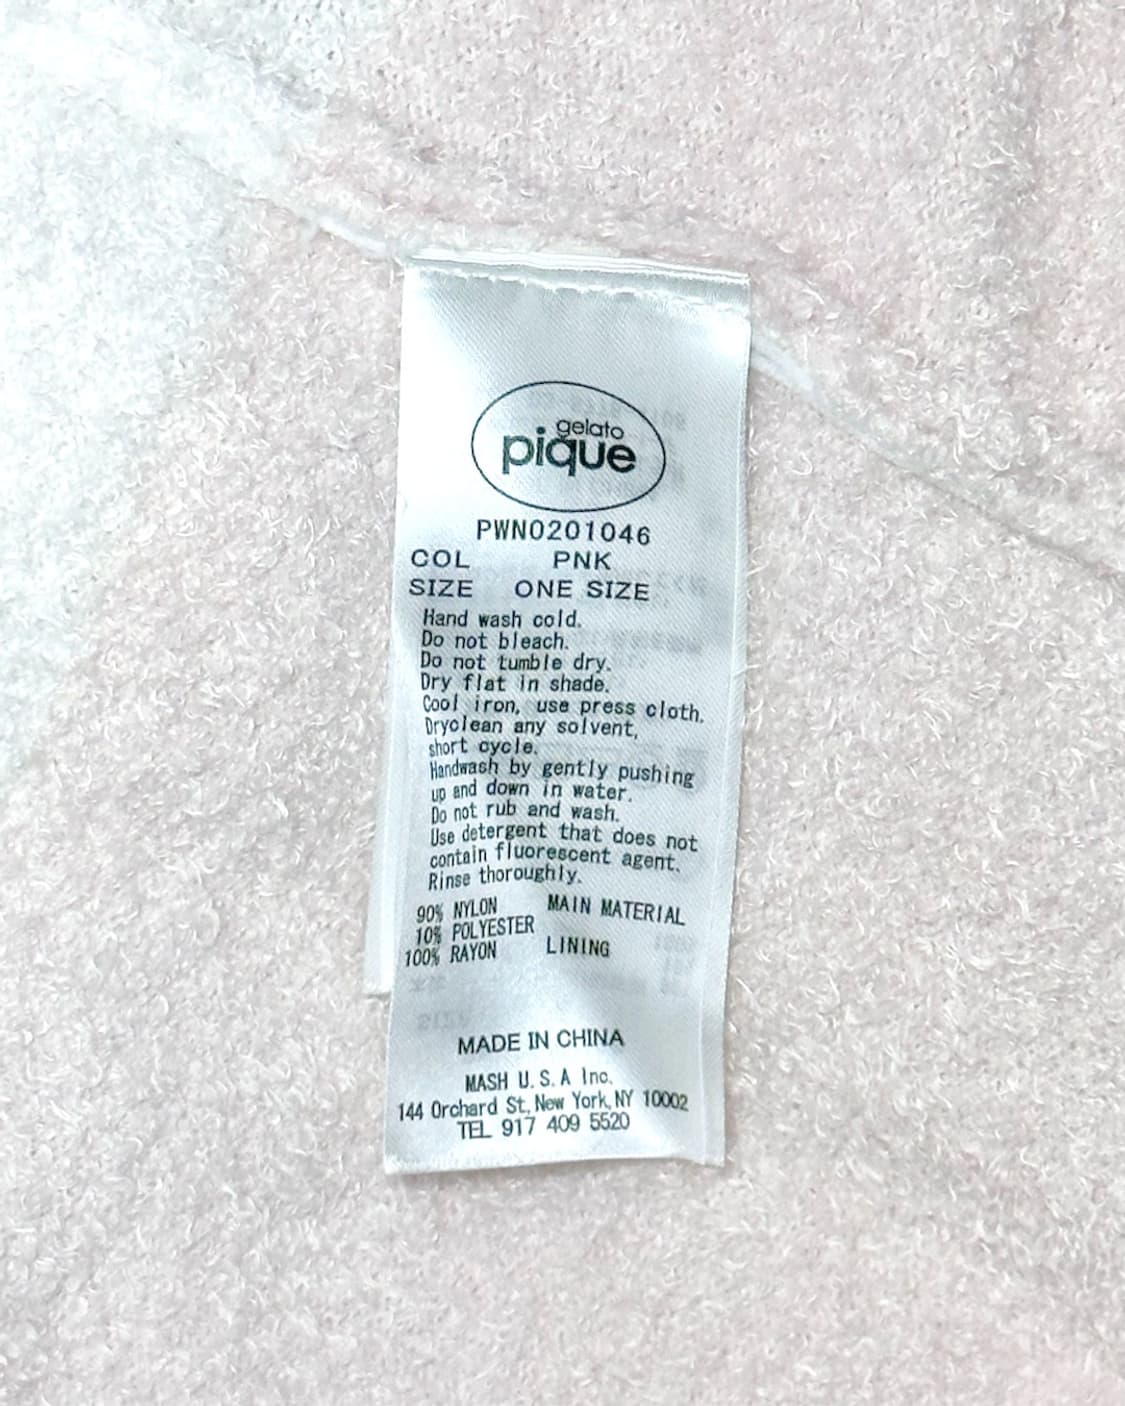 gelato
pique
PWNO201046
COL PNK
SIZE ONE SIZE
Hand wash cold.
Do not bleach.
Do not tumble dry.
Dry flat in shade.
Cool iron, use press cloth.
Dryclean any solvent,
short cycle.
Handwash by gently pushing
up and down in water.
Do not rub and wash.
Use detergent that does not
contain fluorescent agent.
Rinse thoroughly.
90% NYLON MAIN MATERIAL
10% POLYESTER
100% RAYON LINING
MADE IN CHINA
MASH U.S.A Inc.
144 Orchard St, New York, NY 10002
TEL 917 409 5520